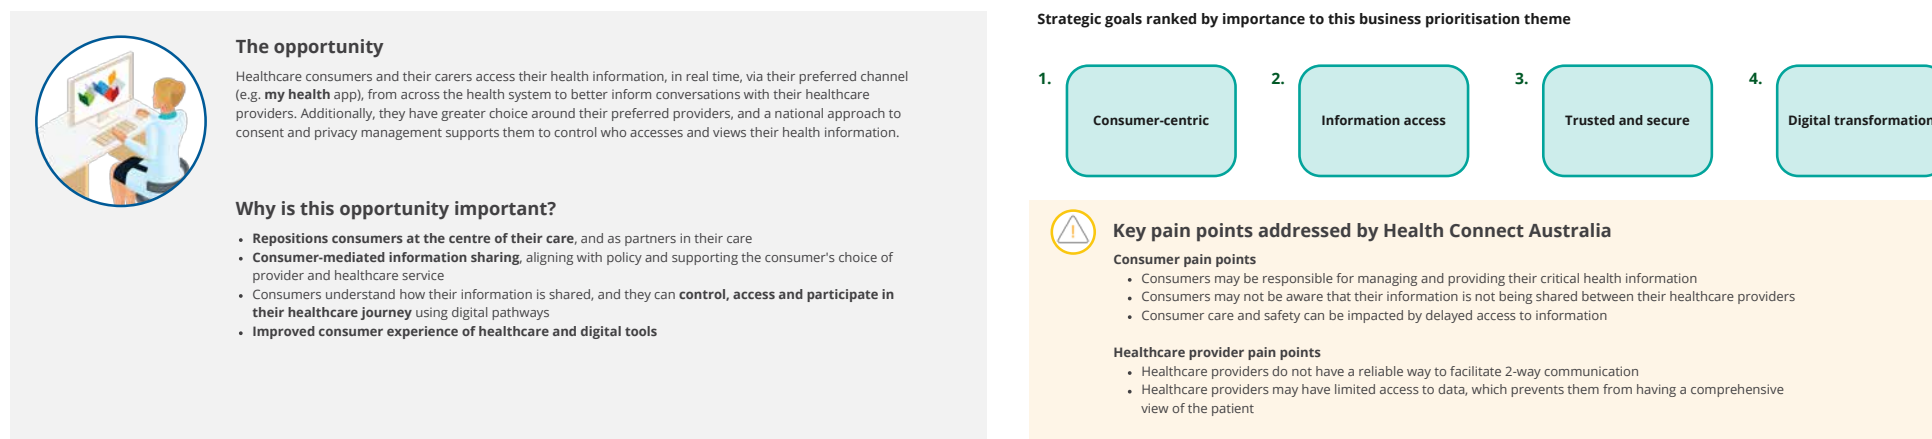 The opportunity
Healthcare consumers and their carers access their health information, in real time, via their preferred channel
(e.g. my health app), from across the health system to better inform conversations with their healthcare
providers. Additionally, they have greater choice around their preferred providers, and a national approach to
consent and privacy management supports them to control who accesses and views their health information.
Why is this opportunity important?
• Repositions consumers at the centre of their care, and as partners in their care
• Consumer-mediated information sharing, aligning with policy and supporting the consumer's choice of
provider and healthcare service
• Consumers understand how their information is shared, and they can control, access and participate in
their healthcare journey using digital pathways
• Improved consumer experience of healthcare and digital tools
Strategic goals ranked by importance to this business prioritisation theme
1. Consumer-centric
2. Information access
3. Trusted and secure
4. Digital transformation
Key pain points addressed by Health Connect Australia
Consumer pain points
• Consumers may be responsible for managing and providing their critical health information
• Consumers may not be aware that their information is not being shared between their healthcare providers
• Consumer care and safety can be impacted by delayed access to information
Healthcare provider pain points
• Healthcare providers do not have a reliable way to facilitate 2-way communication
• Healthcare providers may have limited access to data, which prevents them from having a comprehensive
view of the patient